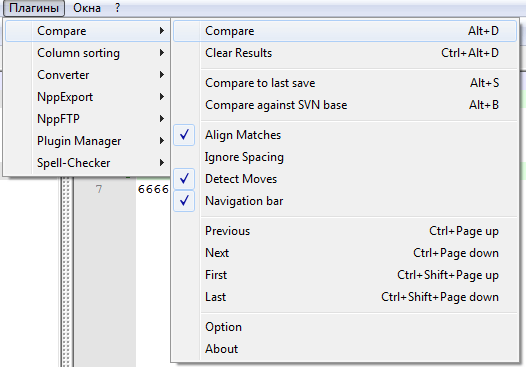 Плагины Окна ?
Compare
Column sorting
Converter
NppExport
NppFTP
Plugin Manager
Spell-Checker
Compare Alt+D
Clear Results Ctrl+Alt+D
Compare to last save Alt+S
Compare against SVN base Alt+B
Align Matches
Ignore Spacing
Detect Moves
Navigation bar
Previous Ctrl+Page up
Next Ctrl+Page down
First Ctrl+Shift+Page up
Last Ctrl+Shift+Page down
Option
About
7 6666